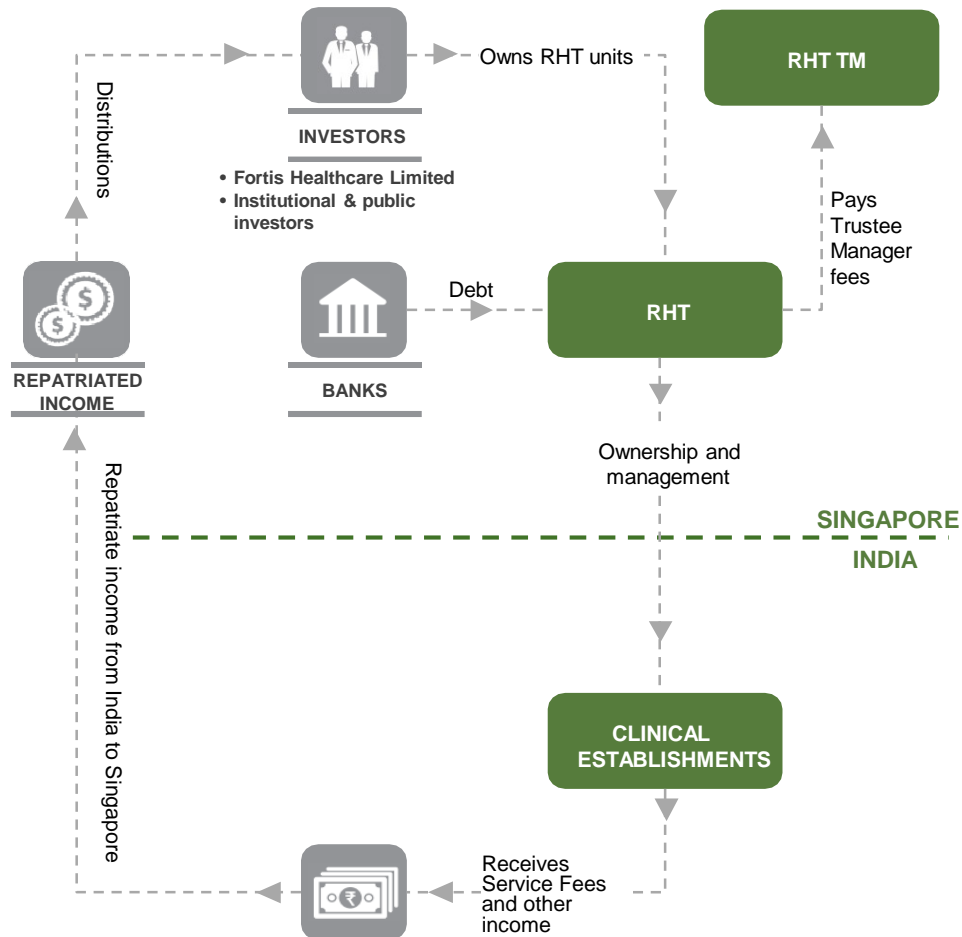 Owns RHT units
RHT TM
Distributions
INVESTORS
• Fortis Healthcare Limited
• Institutional & public
investors
Pays
Trustee
Manager
fees
Debt
RHT
$
$
REPATRIATED
INCOME
BANKS
Ownership and
management
SINGAPORE
INDIA
Repatriate income from India to Singapore
CLINICAL
ESTABLISHMENTS
Receives
Service Fees
and other
income
₹